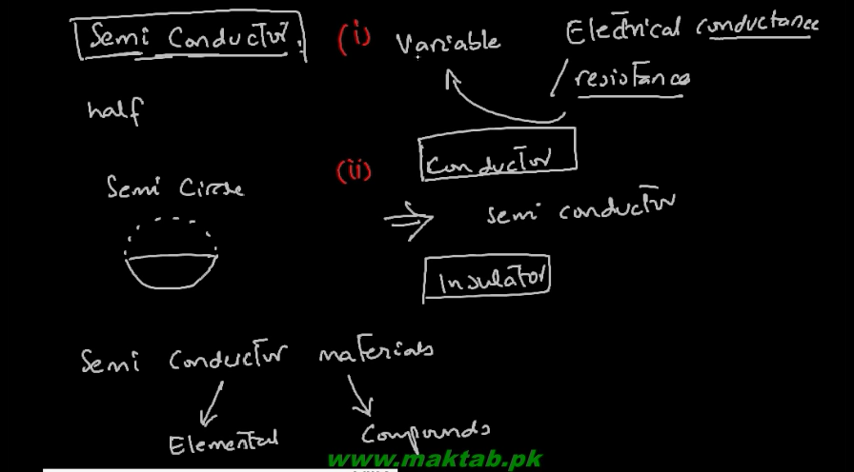 Semi Conductor.
(i) Variable
Electrical conductance
/ resistance
half
Conductor
(ii)
Semi Circle
⇒ semi conductor
Insulator
Semi Conductor materials
Elemental
Compounds
www.maktab.pk